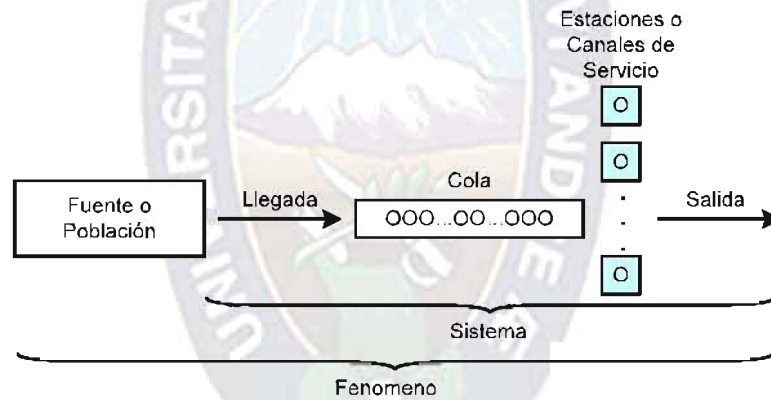 Estaciones o
Canales de
Servicio
O
O
Cola
Fuente o
Población
Llegada
OOO...OO...OOO
Salida
O
Sistema
Fenomeno